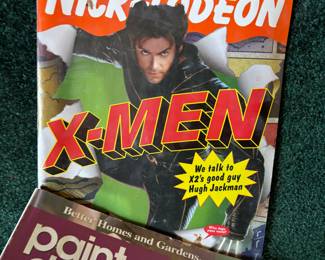 NICKELODEON
X-MEN
We talk to
X2's good guy
Hugh Jackman
Better Homes and Gardens
paint